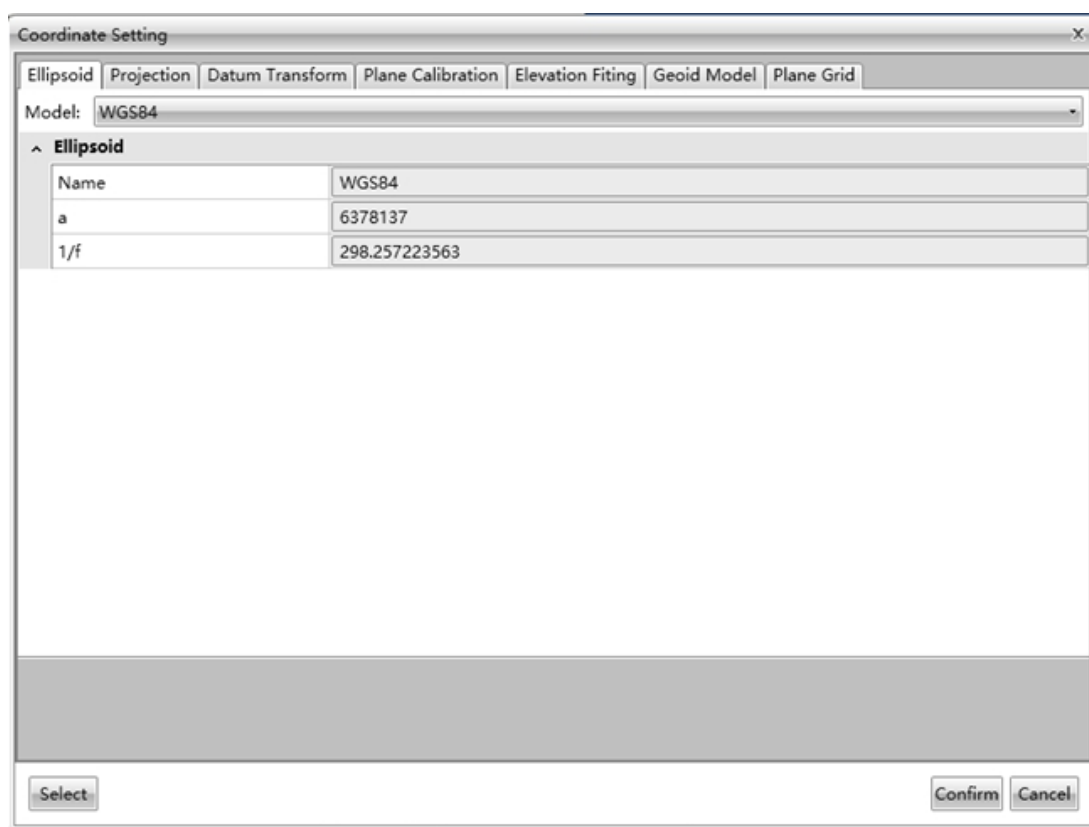 Coordinate Setting x
Ellipsoid Projection Datum Transform Plane Calibration Elevation Fiting Geoid Model Plane Grid
Model: WGS84
Ellipsoid
Name WGS84
a 6378137
1/f 298.257223563
Select Confirm Cancel